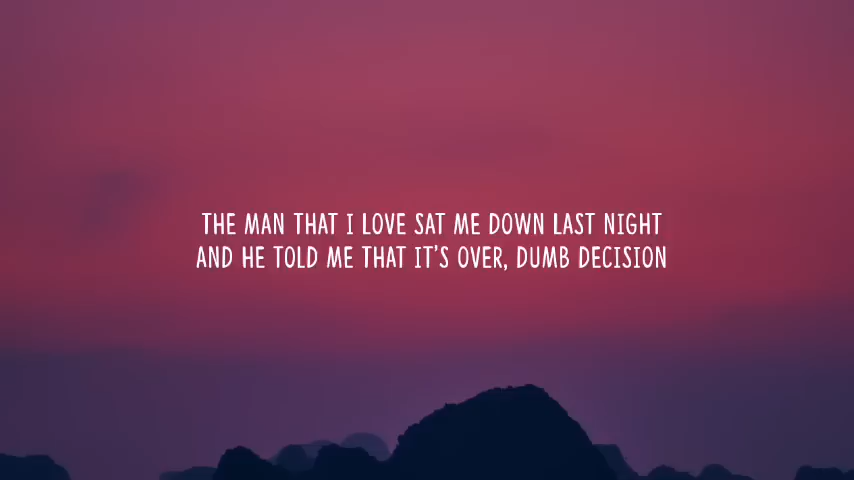 THE MAN THAT I LOVE SAT ME DOWN LAST NIGHT
AND HE TOLD ME THAT IT'S OVER, DUMB DECISION